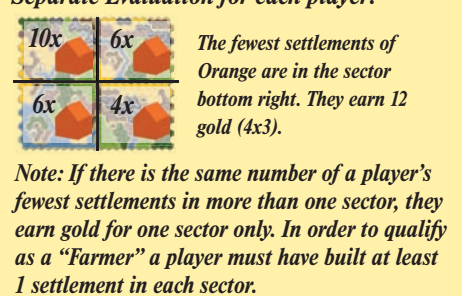 Separate Evaluation for each player:
10x 6x
6x 4x
The fewest settlements of
Orange are in the sector
bottom right. They earn 12
gold (4x3).
Note: If there is the same number of a player's
fewest settlements in more than one sector, they
earn gold for one sector only. In order to qualify
as a “Farmer” a player must have built at least
1 settlement in each sector.